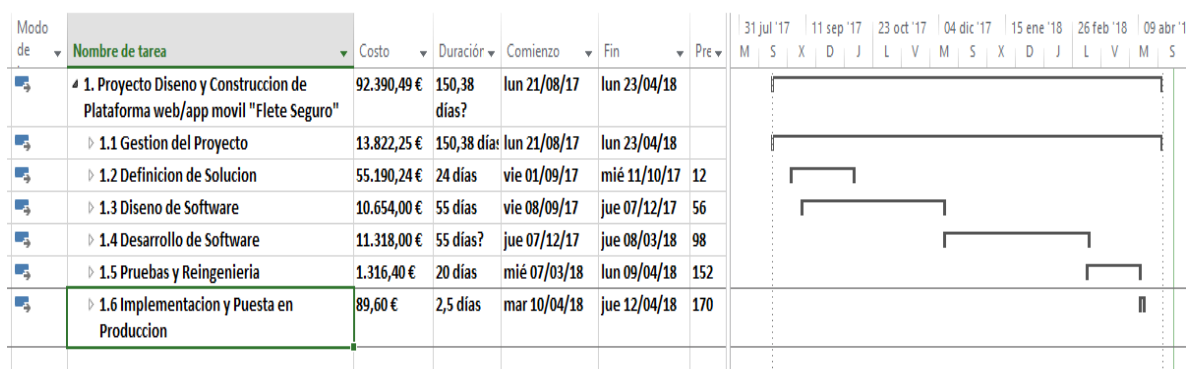 Modo de Nombre de tarea Costo Duración Comienzo Fin Pre
31 jul '17 11 sep '17 23 oct '17 04 dic '17 15 ene '18 26 feb '18 09 abr '1
M S X D J L V M S X D J L V M S
1. Proyecto Diseno y Construccion de 92.390,49 € 150,38 lun 21/08/17 lun 23/04/18
Plataforma web/app movil "Flete Seguro" días?
1.1 Gestion del Proyecto 13.822,25 € 150,38 días lun 21/08/17 lun 23/04/18
1.2 Definicion de Solucion 55.190,24 € 24 días vie 01/09/17 mié 11/10/17 12
1.3 Diseno de Software 10.654,00 € 55 días vie 08/09/17 jue 07/12/17 56
1.4 Desarrollo de Software 11.318,00 € 55 días? jue 07/12/17 jue 08/03/18 98
1.5 Pruebas y Reingenieria 1.316,40 € 20 días mié 07/03/18 lun 09/04/18 152
1.6 Implementacion y Puesta en 89,60 € 2,5 días mar 10/04/18 jue 12/04/18 170
Produccion